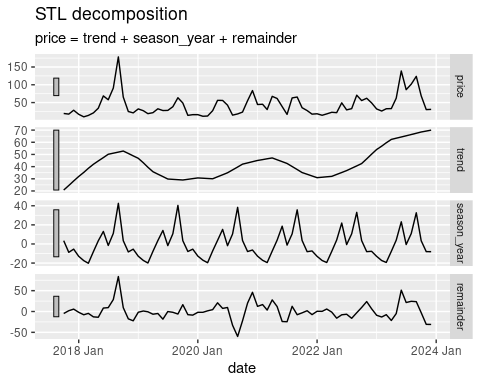 STL decomposition
price = trend + season_year + remainder
150
100
50
price
70
60
50
40
30
20
trend
40
20
0
-20
season_year
50
0
-50
remainder
2018 Jan 2020 Jan 2022 Jan 2024 Jan
date